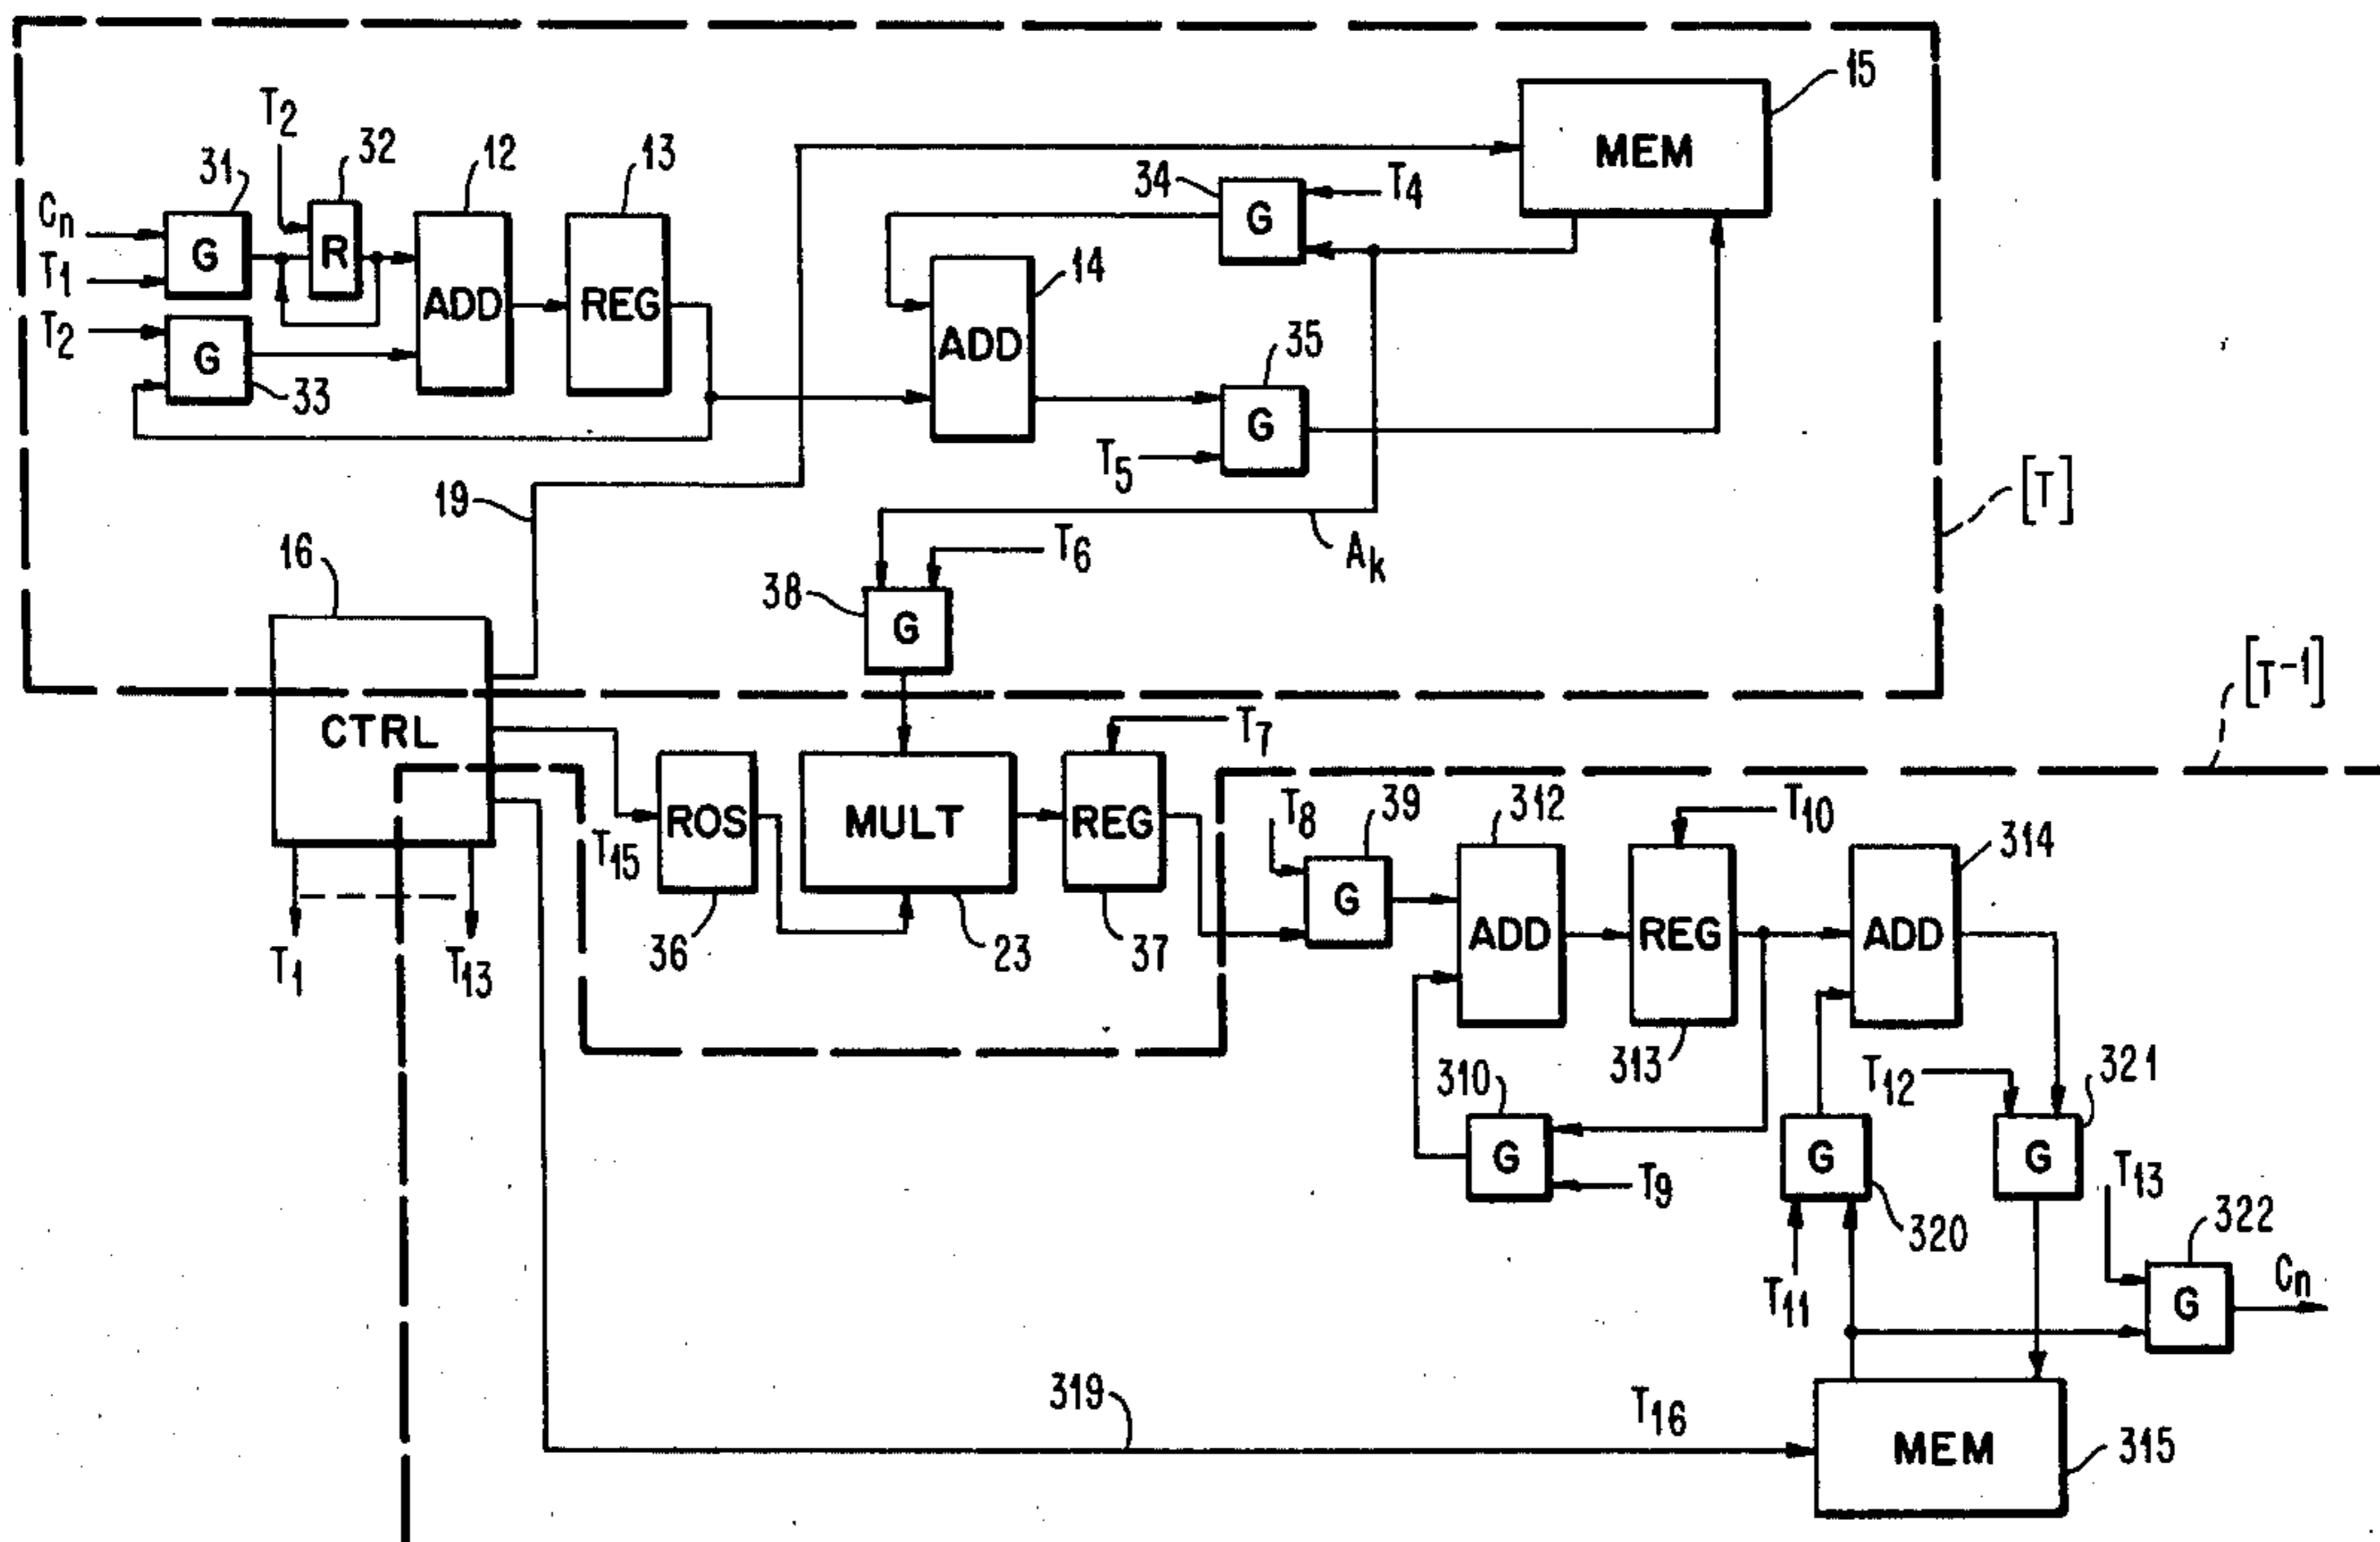 15
MEM
T2
32
12
13
31
34
G
T4
Cn
G
R
T1
ADD
REG
14
T2
G
ADD
35
33
G
T5
19
[T]
16
T6
Ak
38
G
[T-1]
CTRL
T7
T8
39
312
T10
314
T15
ROS
MULT
REG
G
ADD
REG
ADD
T1
T13
36
23
37
310
313
T12
321
G
T9
G
G
T13
322
320
T11
G
Cn
319
T16
MEM
315